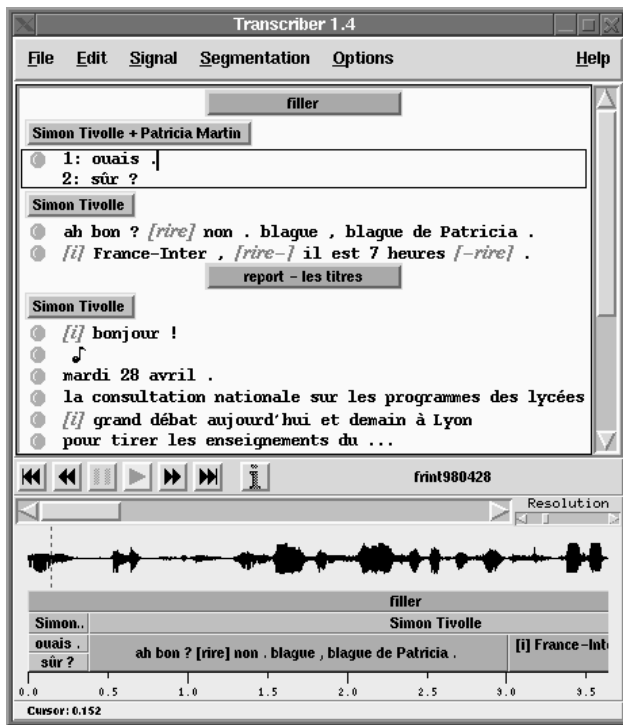 Transcriber 1.4
File Edit Signal Segmentation Options Help
filler
Simon Tivolle + Patricia Martin
1: ouais .
2: sûr ?
Simon Tivolle
ah bon ? [rire] non . blague , blague de Patricia .
[i] France-Inter , [rire-] il est 7 heures [-rire] .
report - les titres
Simon Tivolle
[i] bonjour !
mardi 28 avril .
la consultation nationale sur les programmes des lycées
[i] grand débat aujourd'hui et demain à Lyon
pour tirer les enseignements du ...
i frint980428
Resolution
filler
Simon.. Simon Tivolle
ouais .
sûr ?
ah bon ? [rire] non . blague , blague de Patricia .
[i] France-Int
0.0 0.5 1.0 1.5 2.0 2.5 3.0 3.5
Cursor: 0.152